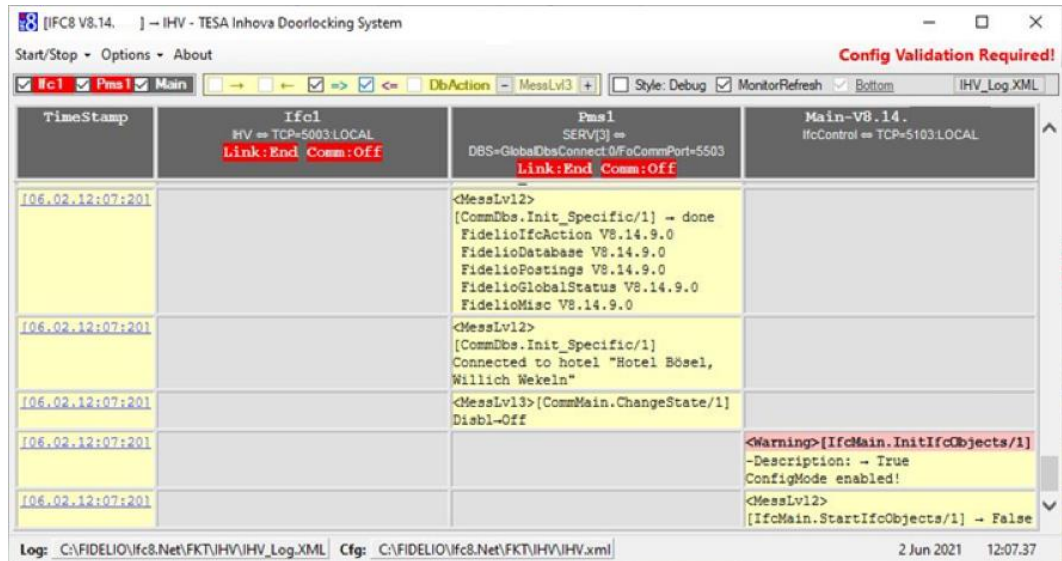 [IFC8 V8.14.      ] → IHV - TESA Inhova Doorlocking System
Start/Stop Options About
Config Validation Required!
Ifc1 Pms1 Main → ← => <= DbAction - MessLvl3 + Style: Debug MonitorRefresh Bottom IHV_Log.XML
TimeStamp
Ifc1
IHV ⇔ TCP=5003:LOCAL
Link:End Comm:Off
Pms1
SERV[3] ⇔
DBS=GlobalDbsConnect:0/FoCommPort=5503
Link:End Comm:Off
Main-V8.14.
IfcControl ⇔ TCP=5103:LOCAL
[06.02.12:07:20]
<MessLvl2>
[CommDbs.Init_Specific/1] → done
FidelioIfcAction V8.14.9.0
FidelioDatabase V8.14.9.0
FidelioPostings V8.14.9.0
FidelioGlobalStatus V8.14.9.0
FidelioMisc V8.14.9.0
[06.02.12:07:20]
<MessLvl2>
[CommDbs.Init_Specific/1]
Connected to hotel "Hotel Bösel,
Willich Wekeln"
[06.02.12:07:20]
<MessLvl3>[CommMain.ChangeState/1]
Disbl→Off
[06.02.12:07:20]
<Warning>[IfcMain.InitIfcObjects/1]
-Description: → True
ConfigMode enabled!
[06.02.12:07:20]
<MessLvl2>
[IfcMain.StartIfcObjects/1] → False
Log: C:\FIDELIO\Ifc8.Net\FKT\IHV\IHV_Log.XML Cfg: C:\FIDELIO\Ifc8.Net\FKT\IHV\IHV.xml 2 Jun 2021 12:07.37